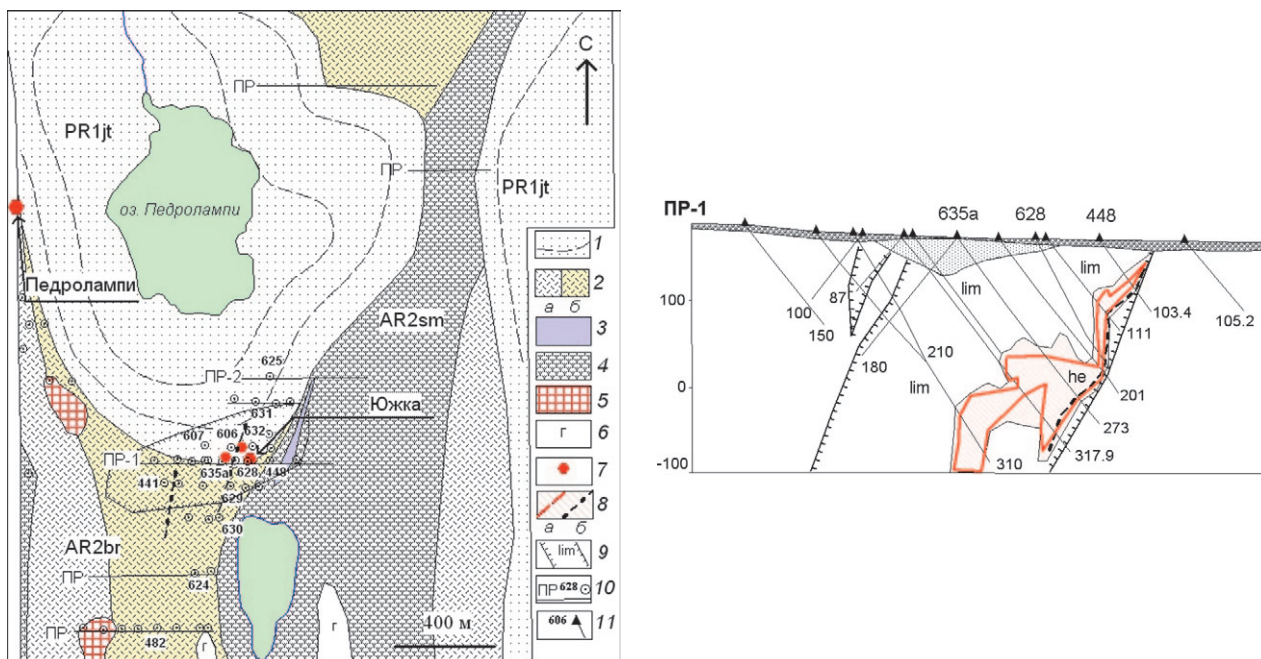 С
ПР
PR1jt
ПР
PR1jt
оз. Педролампи
Педролампи
AR2sm
625
ПР-2
631
Южка
607
606
632
ПР-1
635а
628
448
441
629
630
AR2br
ПР
624
ПР
482
г
г
400 м
1
2
а б
3
4
5
г 6
7
8
а б
lim 9
ПР 628 10
606 11
ПР-1
635а
628
448
100
0
-100
lim
lim
lim
he
87
100
150
180
210
310
103.4
111
105.2
201
273
317.9